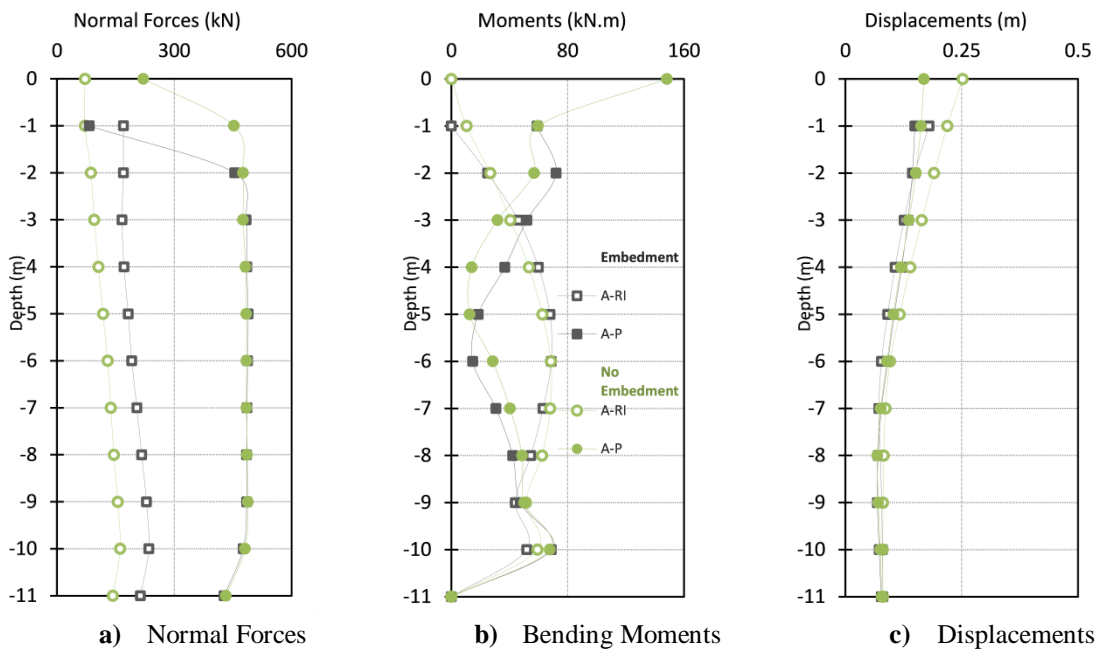 Normal Forces (kN)
0 300 600
0
-1
-2
-3
-4
-5
-6
-7
-8
-9
-10
-11
Depth (m)
a) Normal Forces
Moments (kN.m)
0 80 160
0
-1
-2
-3
-4
-5
-6
-7
-8
-9
-10
-11
Depth (m)
Embedment
A-RI
A-P
No
Embedment
A-RI
A-P
b) Bending Moments
Displacements (m)
0 0.25 0.5
0
-1
-2
-3
-4
-5
-6
-7
-8
-9
-10
-11
Depth (m)
c) Displacements